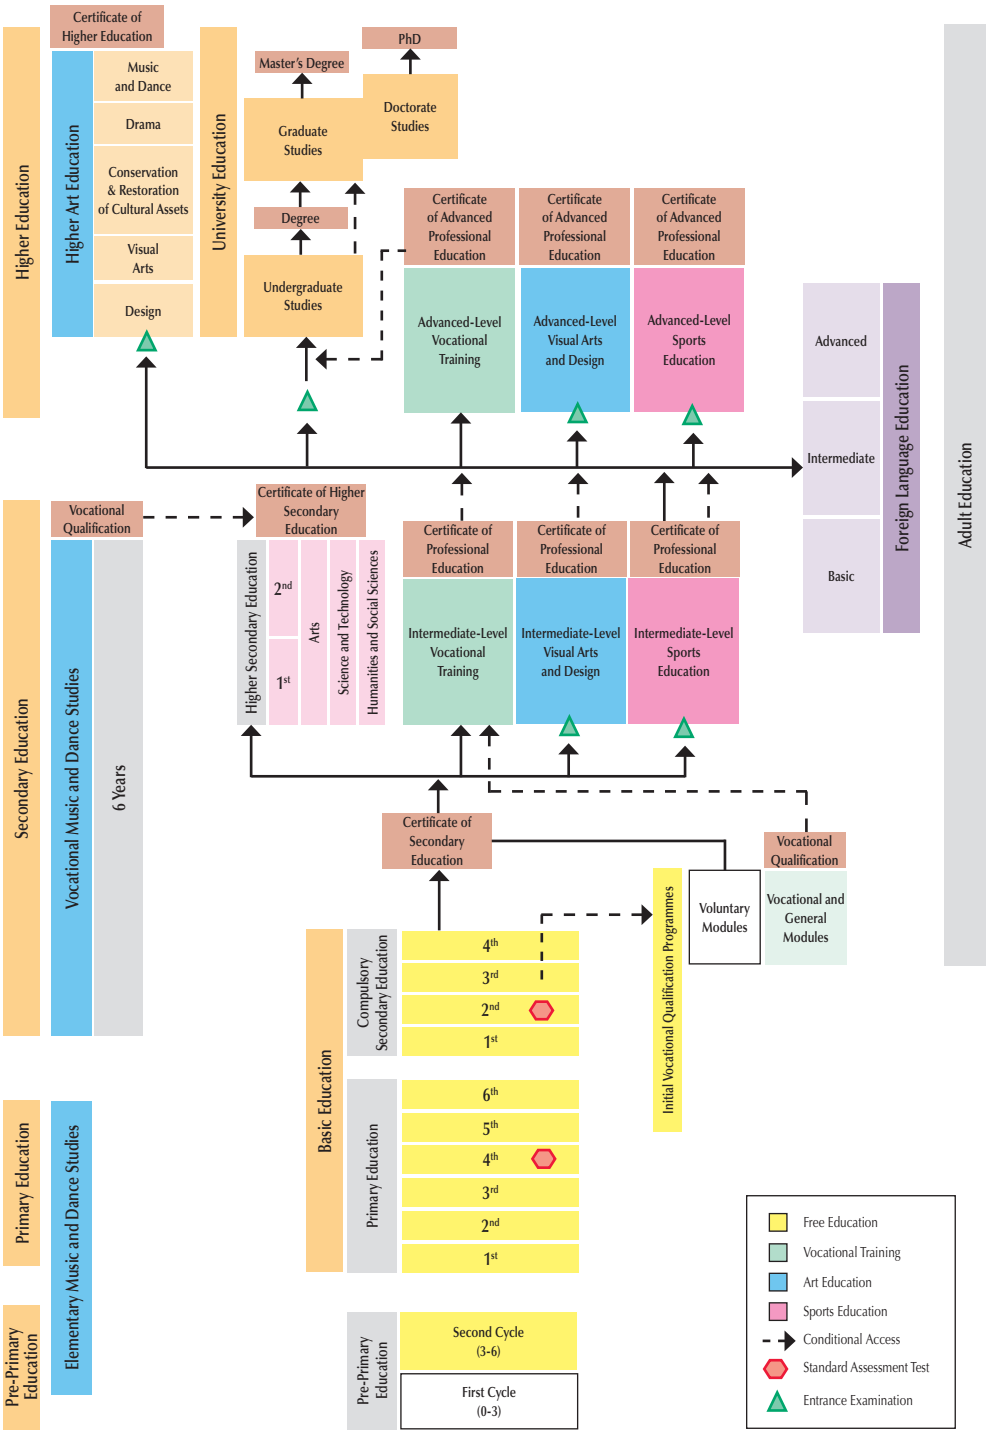 Certificate of
Higher Education
Higher Education
Higher Art Education
Music
and Dance
Drama
Conservation
& Restoration
of Cultural Assets
Visual
Arts
Design
University Education
PhD
Master's Degree
Doctorate
Studies
Graduate
Studies
Degree
Undergraduate
Studies
Certificate
of Advanced
Professional
Education
Certificate
of Advanced
Professional
Education
Certificate
of Advanced
Professional
Education
Advanced-Level
Vocational
Training
Advanced-Level
Visual Arts
and Design
Advanced-Level
Sports
Education
Advanced
Intermediate
Basic
Foreign Language Education
Adult Education
Secondary Education
Vocational
Qualification
Vocational Music and Dance Studies
6 Years
Certificate of Higher
Secondary
Education
Higher Secondary Education
2nd
1st
Arts
Science and Technology
Humanities and Social Sciences
Certificate of
Professional
Education
Certificate of
Professional
Education
Certificate of
Professional
Education
Intermediate-Level
Vocational
Training
Intermediate-Level
Visual Arts
and Design
Intermediate-Level
Sports
Education
Certificate of
Secondary
Education
Vocational
Qualification
Initial Vocational Qualification Programmes
Voluntary
Modules
Vocational and
General
Modules
Basic Education
Compulsory
Secondary Education
4th
3rd
2nd
1st
Primary Education
Elementary Music and Dance Studies
Primary Education
6th
5th
4th
3rd
2nd
1st
Pre-Primary
Education
Pre-Primary
Education
Second Cycle
(3-6)
First Cycle
(0-3)
Free Education
Vocational Training
Art Education
Sports Education
Conditional Access
Standard Assessment Test
Entrance Examination